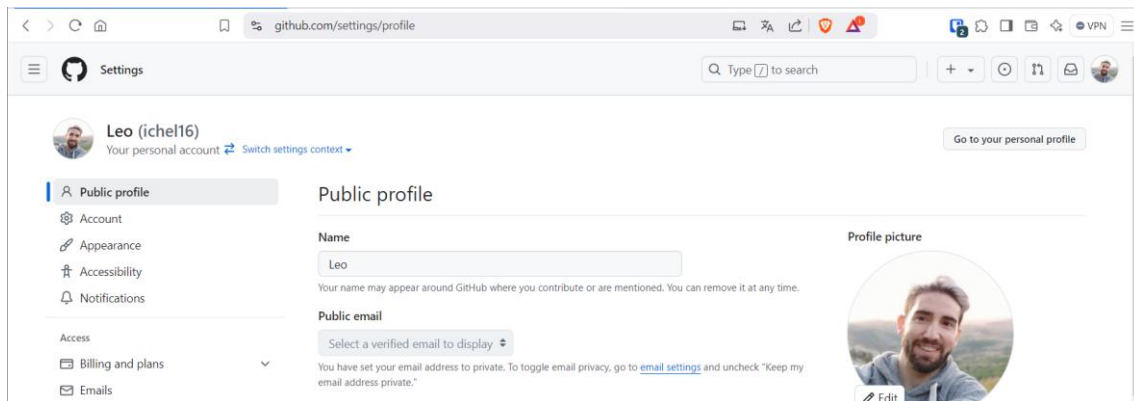 github.com/settings/profile
2
VPN
Settings
Type / to search
Leo (ichel16)
Your personal account Switch settings context
Go to your personal profile
Public profile
Account
Appearance
Accessibility
Notifications
Access
Billing and plans
Emails
Public profile
Name
Leo
Your name may appear around GitHub where you contribute or are mentioned. You can remove it at any time.
Public email
Select a verified email to display
You have set your email address to private. To toggle email privacy, go to email settings and uncheck "Keep my
email address private."
Profile picture
Edit